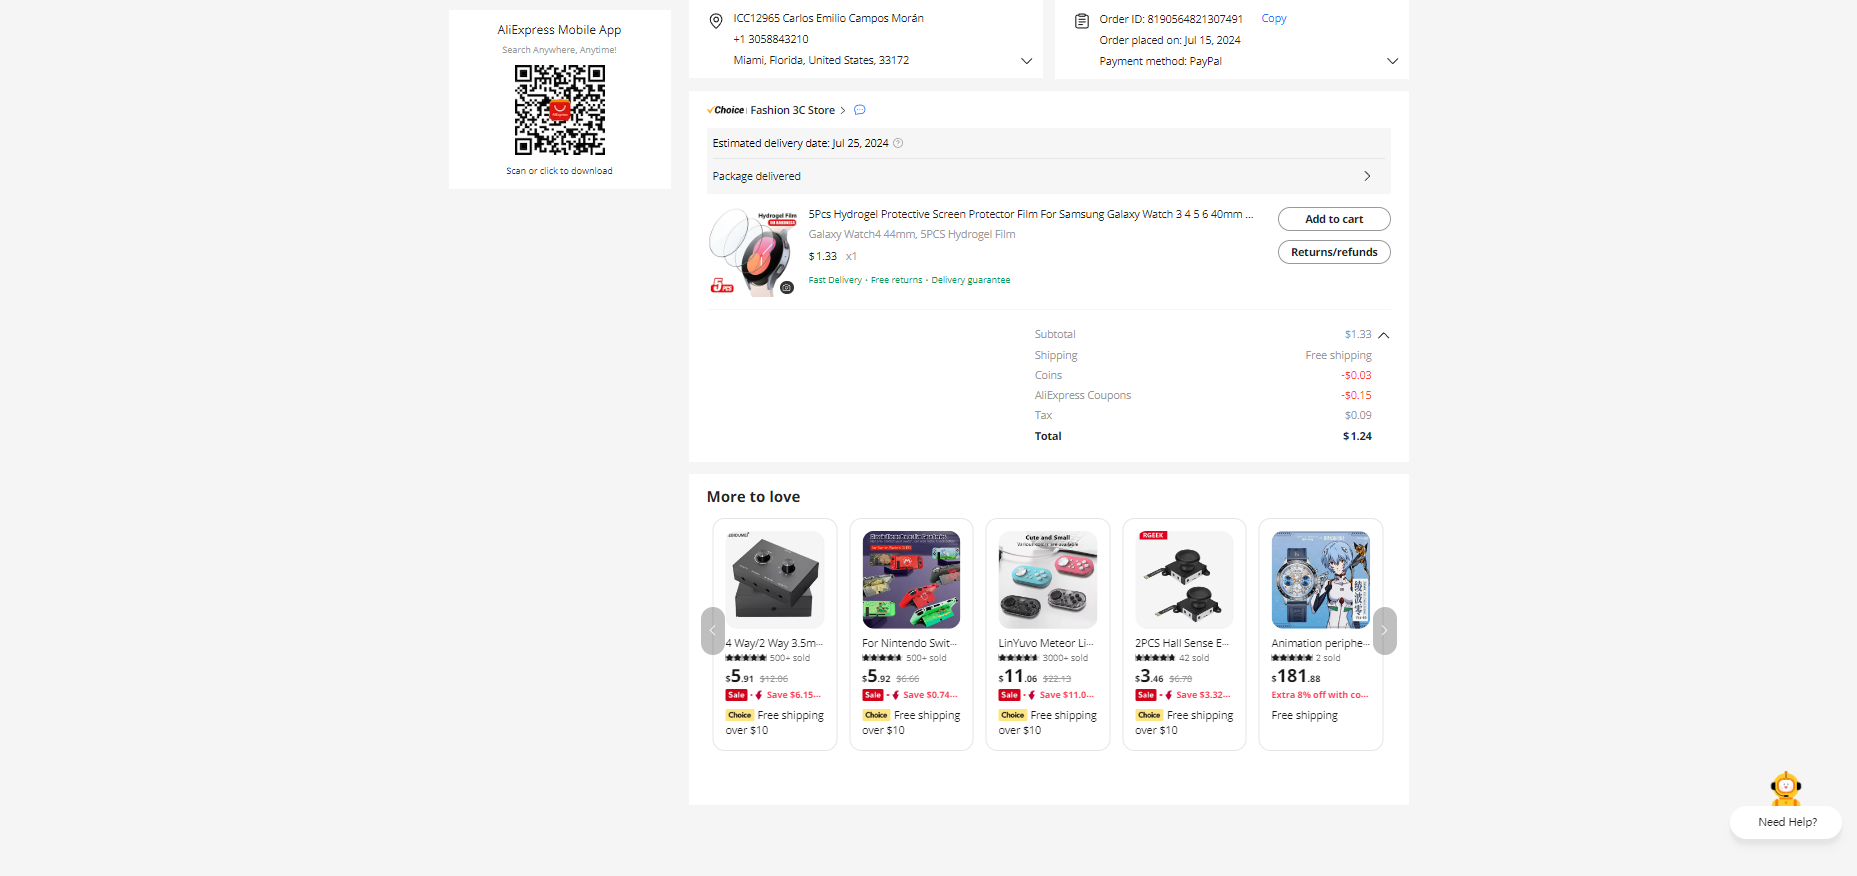 AliExpress Mobile App
Search Anywhere, Anytime!
Scan or click to download
ICC12965 Carlos Emilio Campos Morán
+1 3058843210
Miami, Florida, United States, 33172
Order ID: 8190564821307491 Copy
Order placed on: Jul 15, 2024
Payment method: PayPal
Choice Fashion 3C Store
Estimated delivery date: Jul 25, 2024
Package delivered
Hydrogel Film
5 PCS
5Pcs Hydrogel Protective Screen Protector Film For Samsung Galaxy Watch 3 4 5 6 40mm ...
Galaxy Watch4 44mm, 5PCS Hydrogel Film
$1.33 x1
Fast Delivery · Free returns · Delivery guarantee
Add to cart
Returns/refunds
Subtotal $1.33
Shipping Free shipping
Coins -$0.03
AliExpress Coupons -$0.15
Tax $0.09
Total $1.24
More to love
4 Way/2 Way 3.5m...
500+ sold
$5.91 $12.06
Sale · Save $6.15...
Choice Free shipping
over $10
For Nintendo Swit...
500+ sold
$5.92 $6.66
Sale · Save $0.74...
Choice Free shipping
over $10
Cute and Small
Various colors are available
LinYuvo Meteor Li...
3000+ sold
$11.06 $22.13
Sale · Save $11.0...
Choice Free shipping
over $10
RGEEK
2PCS Hall Sense E...
42 sold
$3.46 $6.78
Sale · Save $3.32...
Choice Free shipping
over $10
Animation periphe...
2 sold
$181.88
Extra 8% off with co...
Free shipping
Need Help?